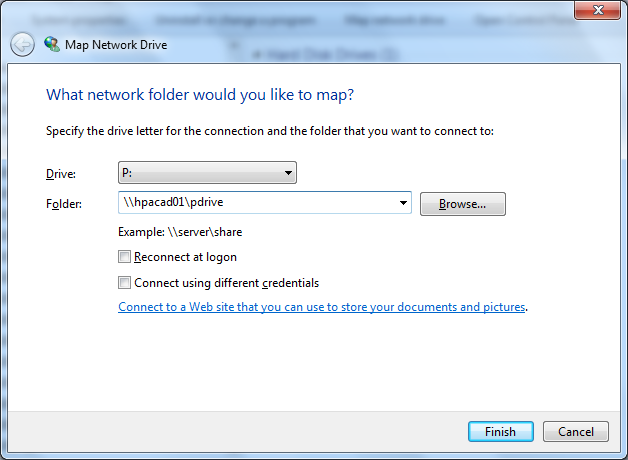 System properties Uninstall or change a program Map network drive Open Control Panel
Hard Disk Drives (1)
Map Network Drive
What network folder would you like to map?
Specify the drive letter for the connection and the folder that you want to connect to:
Drive: P:
Folder: \\hpacad01\pdrive Browse...
Example: \\server\share
Reconnect at logon
Connect using different credentials
Connect to a Web site that you can use to store your documents and pictures.
Finish Cancel